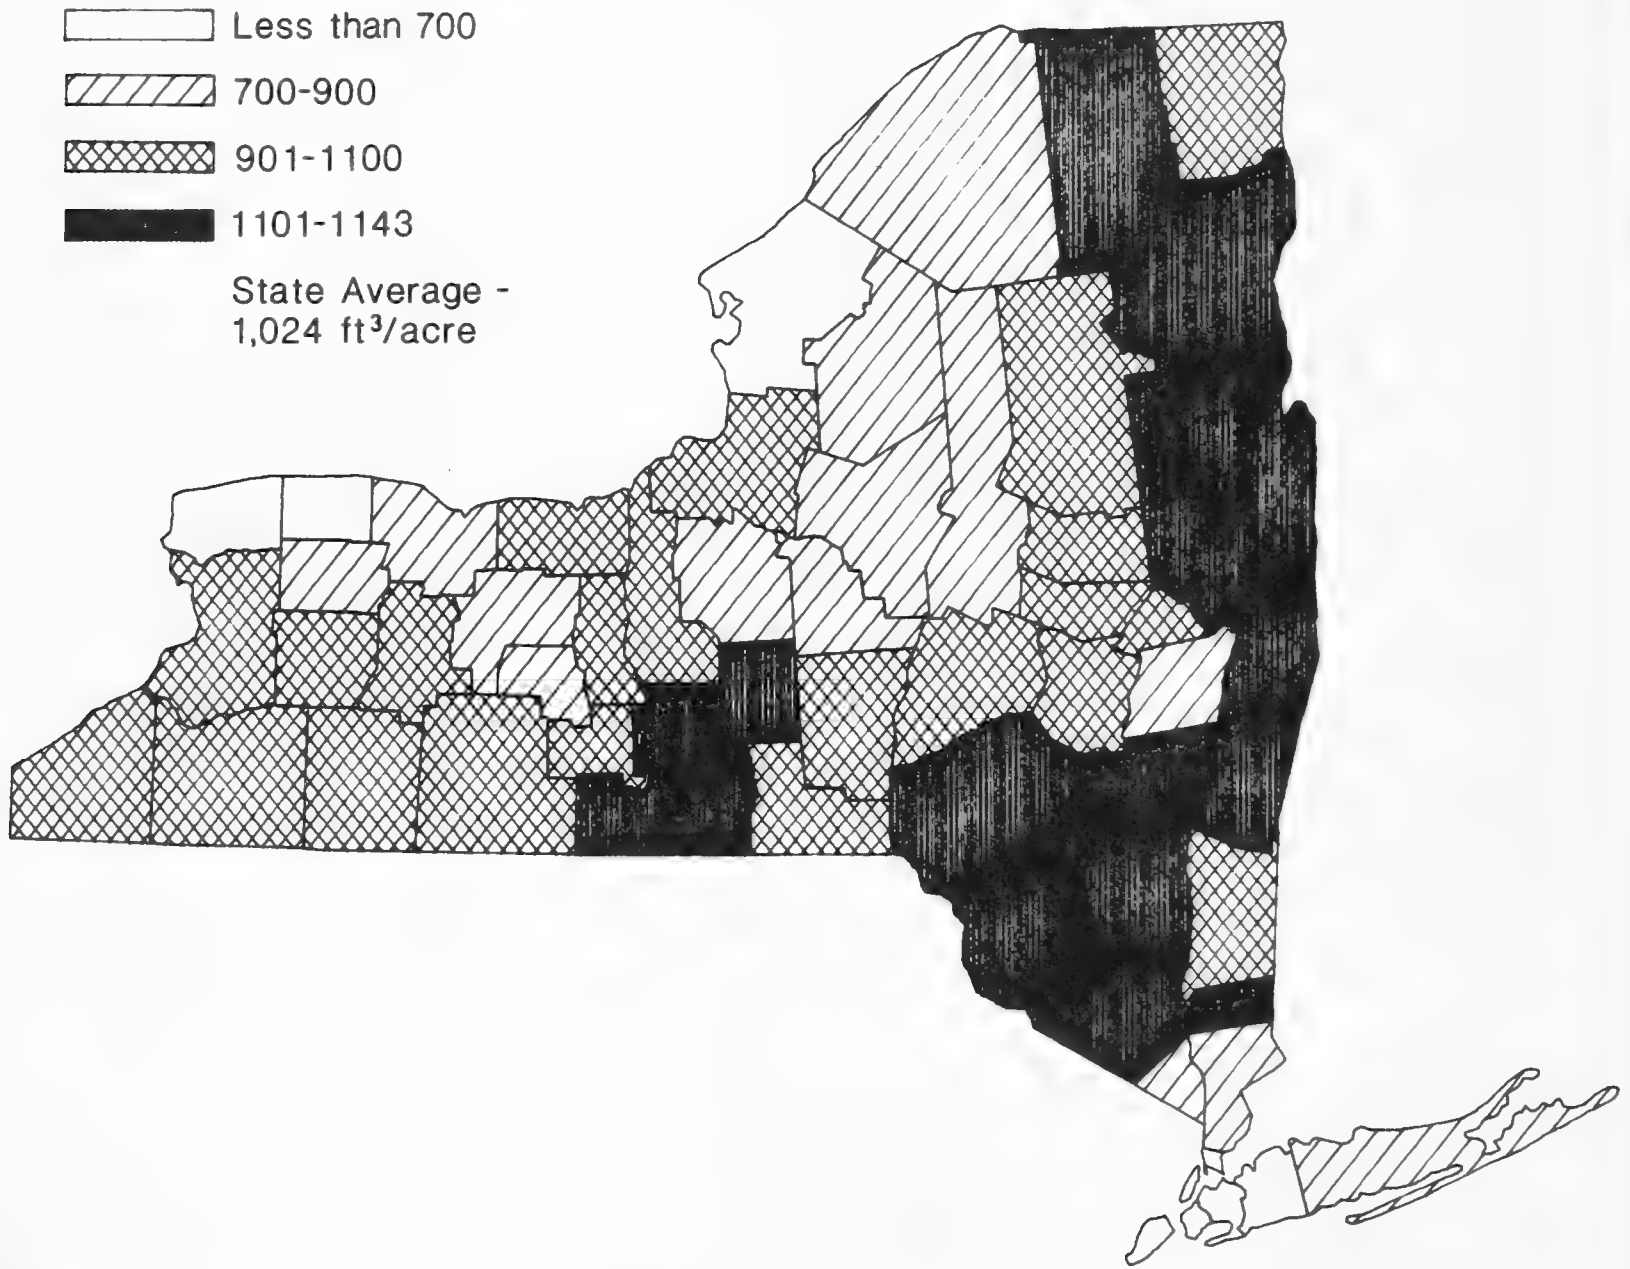 Less than 700
700-900
901-1100
1101-1143
State Average -
1,024 ft³/acre